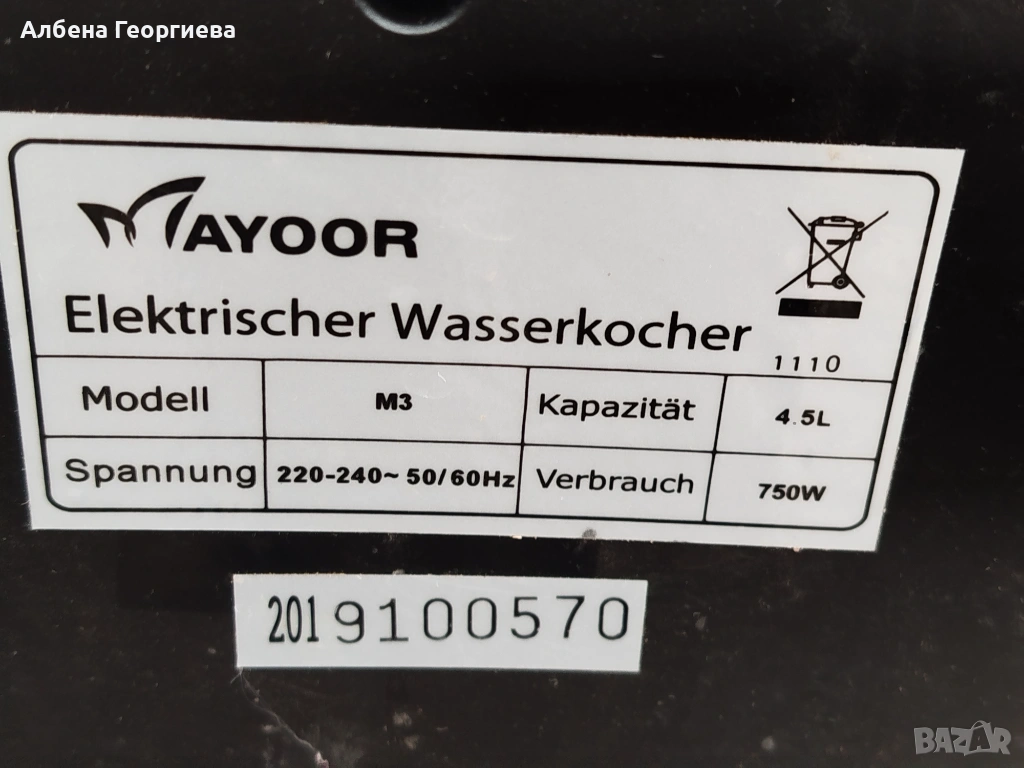 Албена Георгиева
MAYOOR
Elektrischer Wasserkocher
1110
Modell M3 Kapazität 4.5L
Spannung 220-240~ 50/60Hz Verbrauch 750W
2019100570
BAZAR